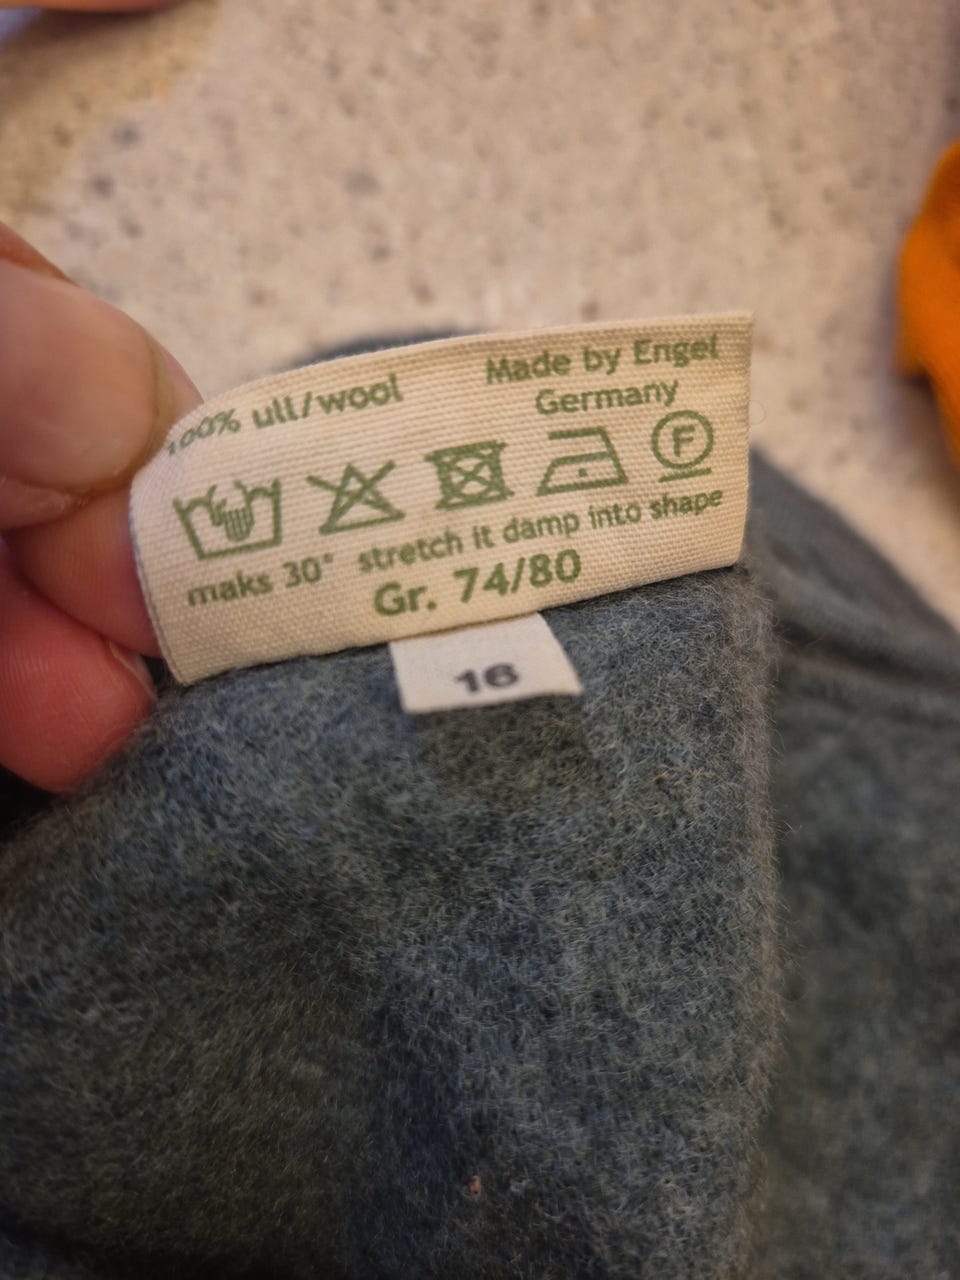 100% ull/wool
Made by Engel
Germany
F
maks 30° stretch it damp into shape
Gr. 74/80
16